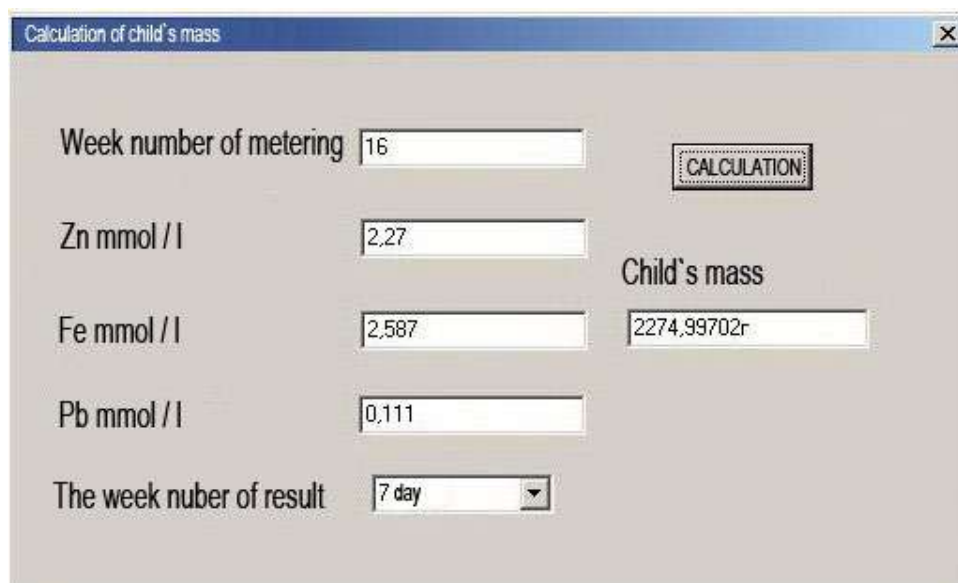 Calculation of child`s mass
Week number of metering 16
CALCULATION
Zn mmol / l 2,27
Child`s mass
Fe mmol / l 2,587 2274,99702r
Pb mmol / l 0,111
The week nuber of result 7 day